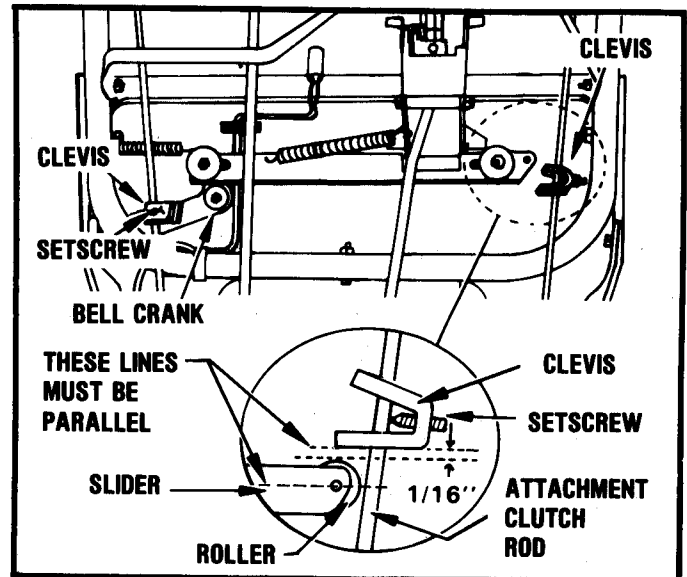 CLEVIS
CLEVIS
SETSCREW
BELL CRANK
THESE LINES
MUST BE
PARALLEL
CLEVIS
SETSCREW
SLIDER
1/16"
ATTACHMENT
CLUTCH
ROD
ROLLER